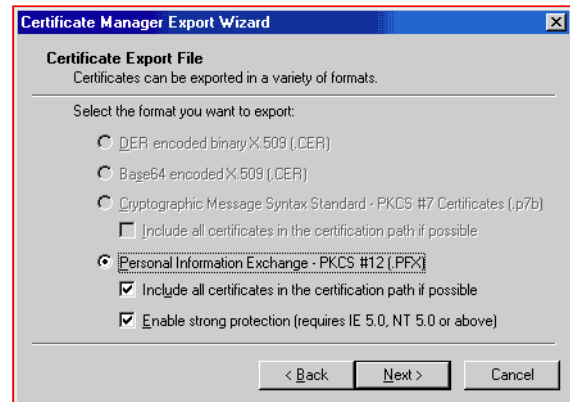 Certificate Manager Export Wizard
Certificate Export File
Certificates can be exported in a variety of formats.
Select the format you want to export:
DER encoded binary X.509 (.CER)
Base64 encoded X.509 (.CER)
Cryptographic Message Syntax Standard - PKCS #7 Certificates (.p7b)
Include all certificates in the certification path if possible
Personal Information Exchange - PKCS #12 (.PFX)
Include all certificates in the certification path if possible
Enable strong protection (requires IE 5.0, NT 5.0 or above)
< Back Next > Cancel